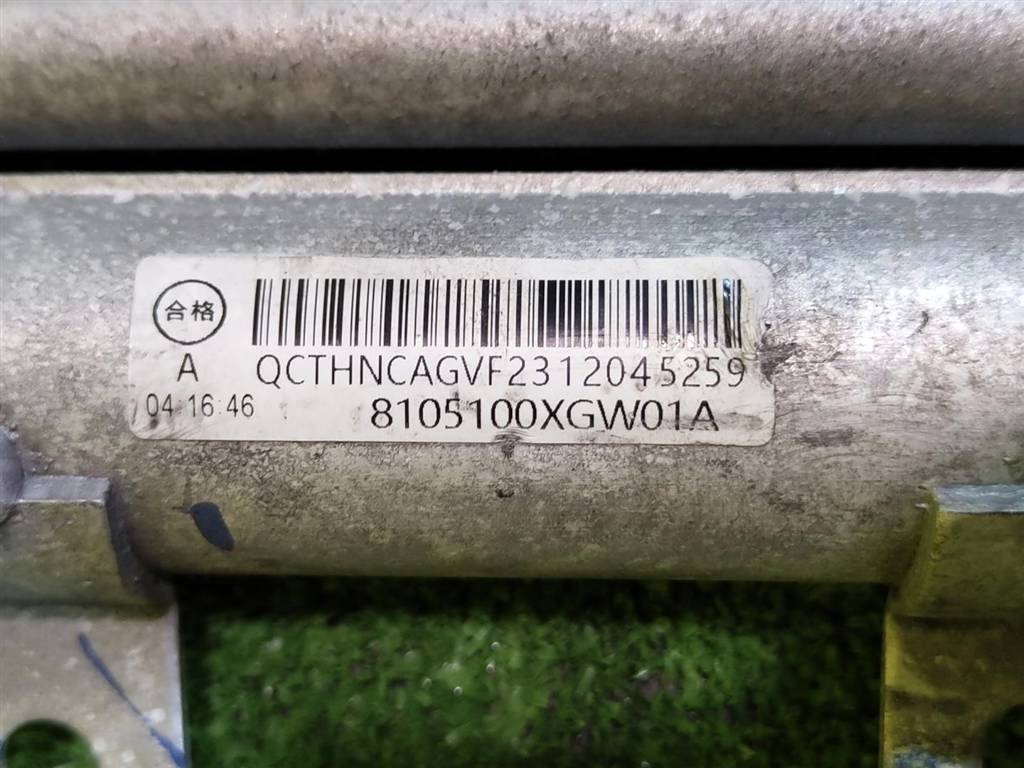 合格
A QCTHNCAGVF2312045259
04 16:46 8105100XGW01A